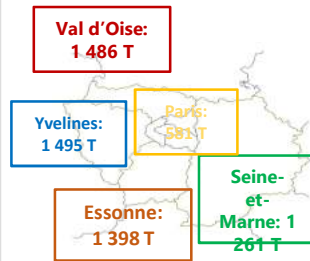 Val d'Oise:
1 486 T
Yvelines:
1 495 T
Paris:
581 T
Seine-
et-
Marne: 1
261 T
Essonne:
1 398 T